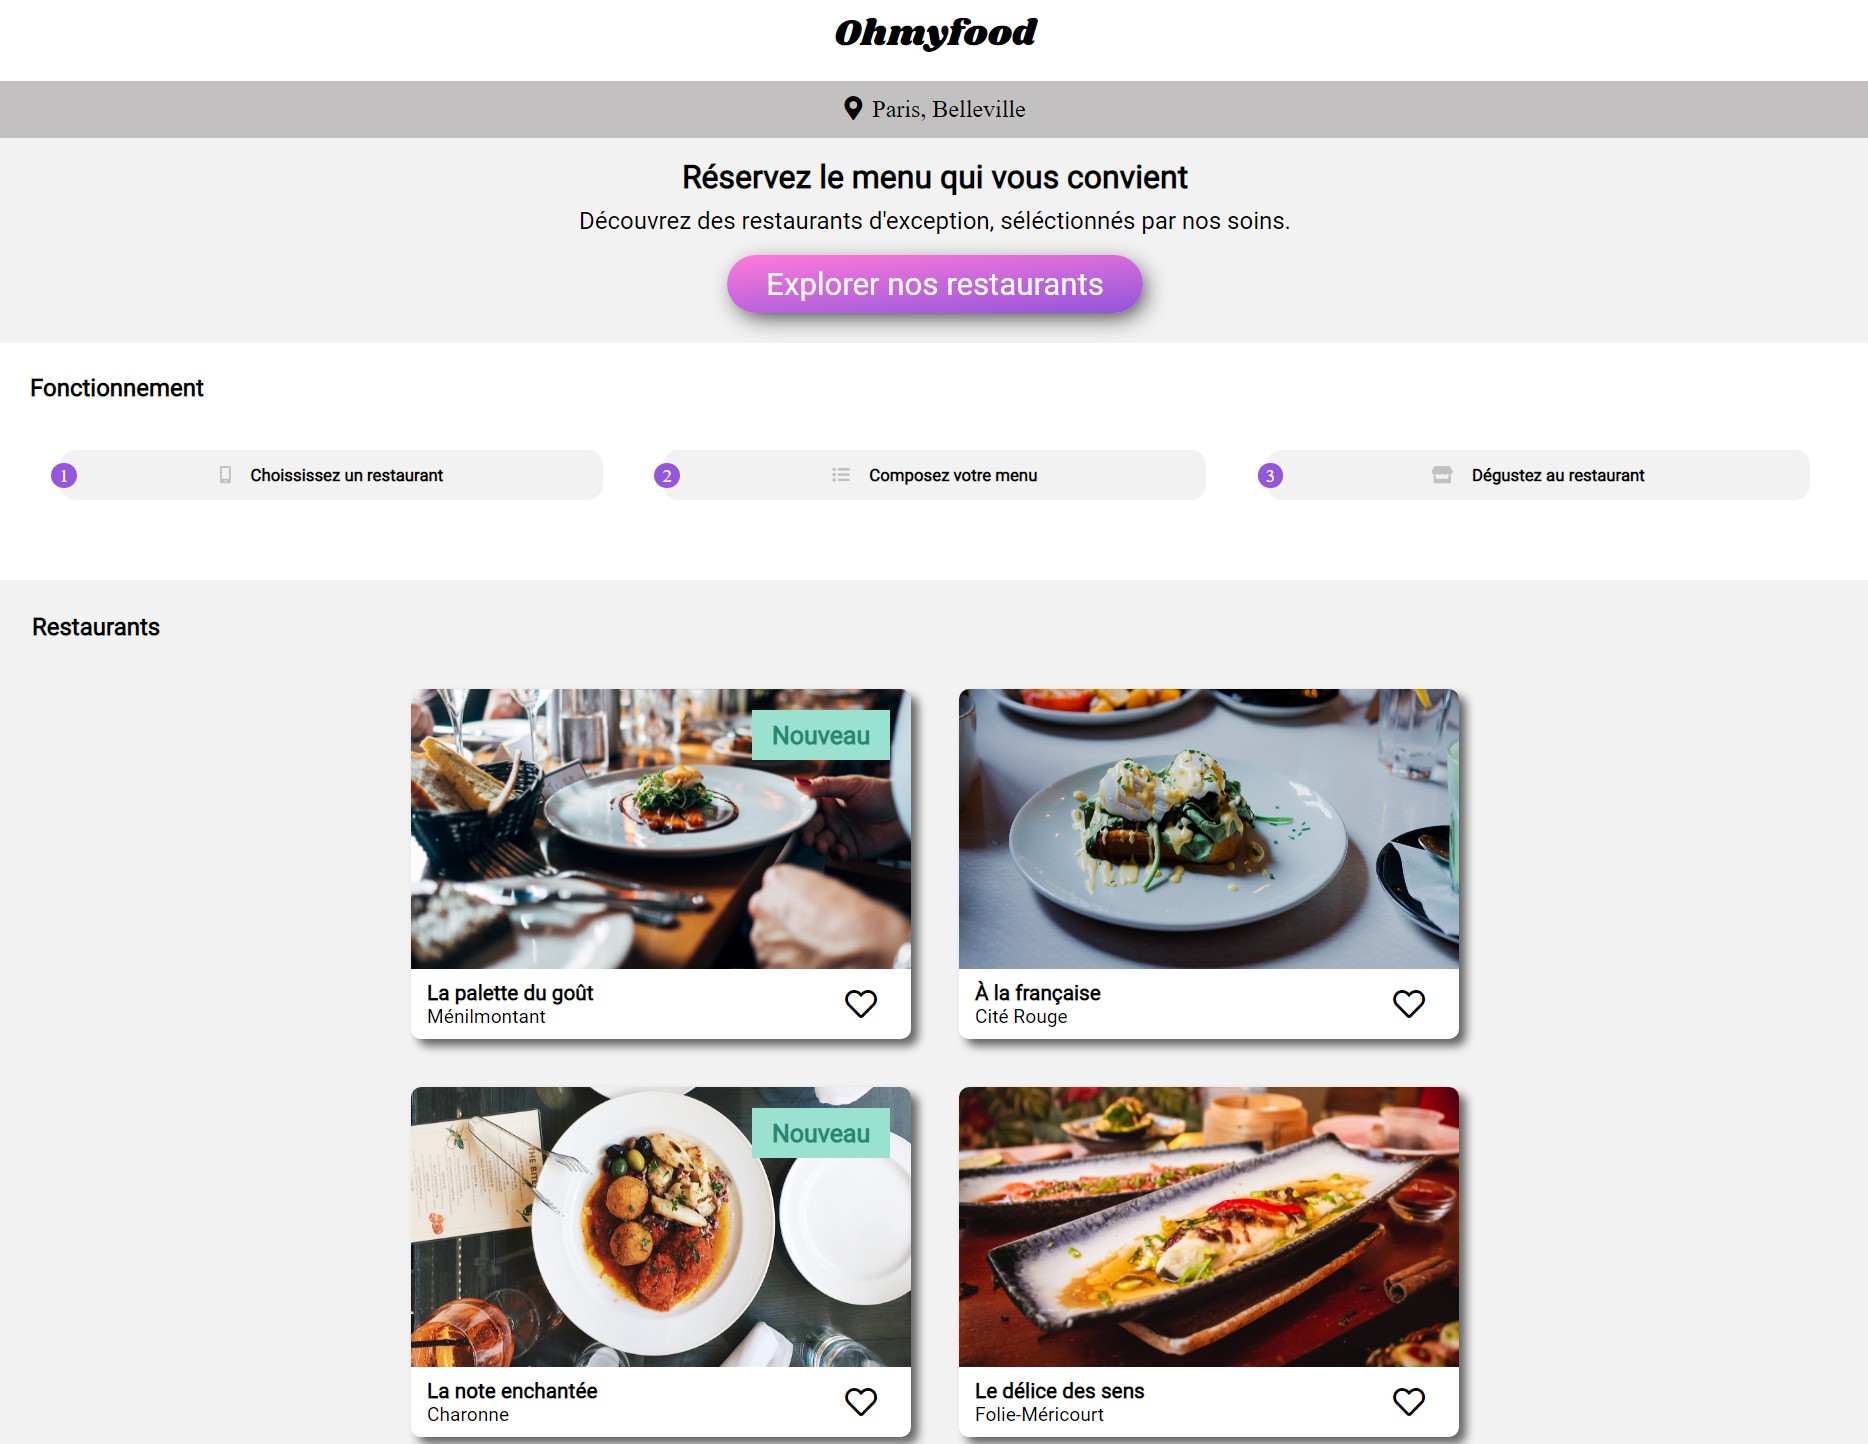 Ohmyfood
Paris, Belleville
Réservez le menu qui vous convient
Découvrez des restaurants d'exception, séléctionnés par nos soins.
Explorer nos restaurants
Fonctionnement
1 Choississez un restaurant
2 Composez votre menu
3 Dégustez au restaurant
Restaurants
Nouveau
La palette du goût
Ménilmontant
À la française
Cité Rouge
Nouveau
La note enchantée
Charonne
Le délice des sens
Folie-Méricourt